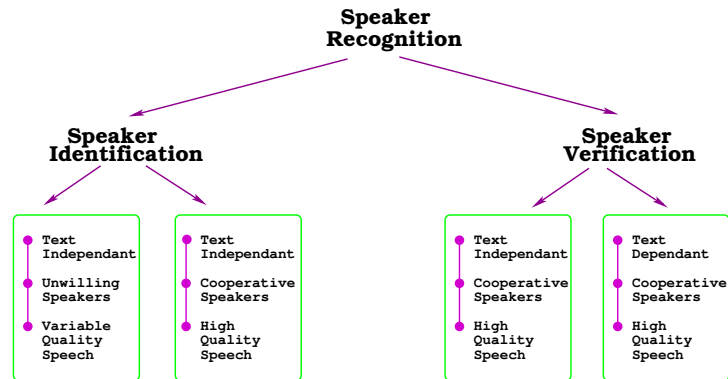 Speaker
Recognition
Speaker
Identification
Speaker
Verification
Text
Independant
Unwilling
Speakers
Variable
Quality
Speech
Text
Independant
Cooperative
Speakers
High
Quality
Speech
Text
Independant
Cooperative
Speakers
High
Quality
Speech
Text
Dependant
Cooperative
Speakers
High
Quality
Speech